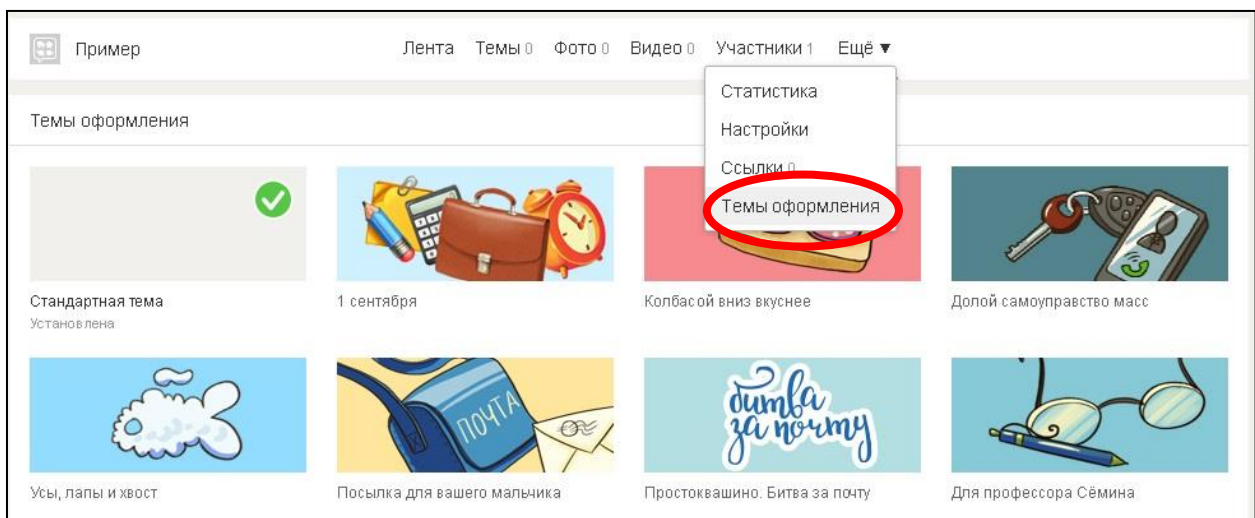 Пример
Лента Темы 0 Фото 0 Видео 0 Участники 1 Ещё ▼
Статистика
Настройки
Ссылки 0
Темы оформления
Темы оформления
Стандартная тема
Установлена
1 сентября
Колбасой вниз вкуснее
Долой самоуправство масс
ПОЧТА
битва
за почту
Усы, лапы и хвост
Посылка для вашего мальчика
Простоквашино. Битва за почту
Для профессора Сёмина